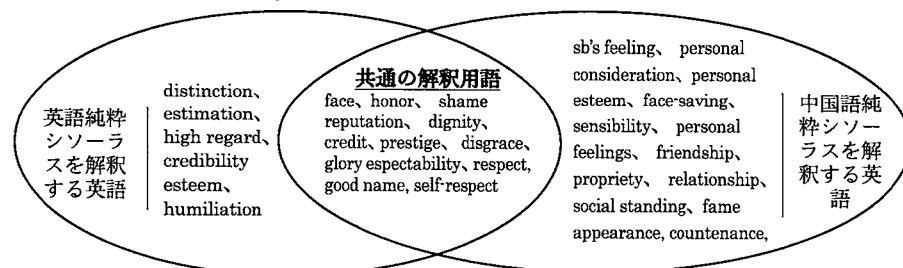 英語純粋
シソーラ
スを解釈
する英語
distinction、
estimation、
high regard、
credibility
esteem、
humiliation
共通の解釈用語
face、honor、 shame
reputation、 dignity、
credit、prestige、 disgrace、
glory espectability、respect,
good name, self-respect
sb's feeling、 personal
consideration、personal
esteem、face-saving、
sensibility、 personal
feelings、 friendship、
propriety、 relationship、
social standing、 fame
appearance, countenance,
中国語純
粋シソー
ラスを解
釈する英
語